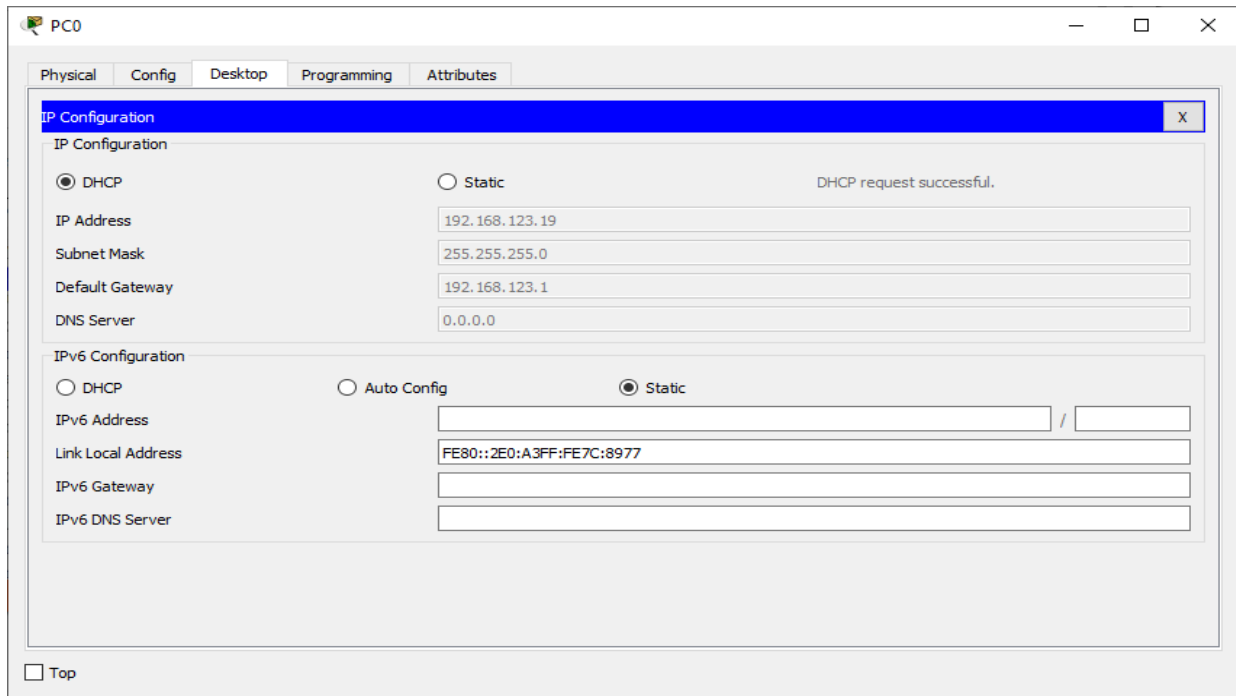 PC0
Physical Config Desktop Programming Attributes
IP Configuration X
IP Configuration
DHCP Static DHCP request successful.
IP Address 192.168.123.19
Subnet Mask 255.255.255.0
Default Gateway 192.168.123.1
DNS Server 0.0.0.0
IPv6 Configuration
DHCP Auto Config Static
IPv6 Address /
Link Local Address FE80::2E0:A3FF:FE7C:8977
IPv6 Gateway
IPv6 DNS Server
Top